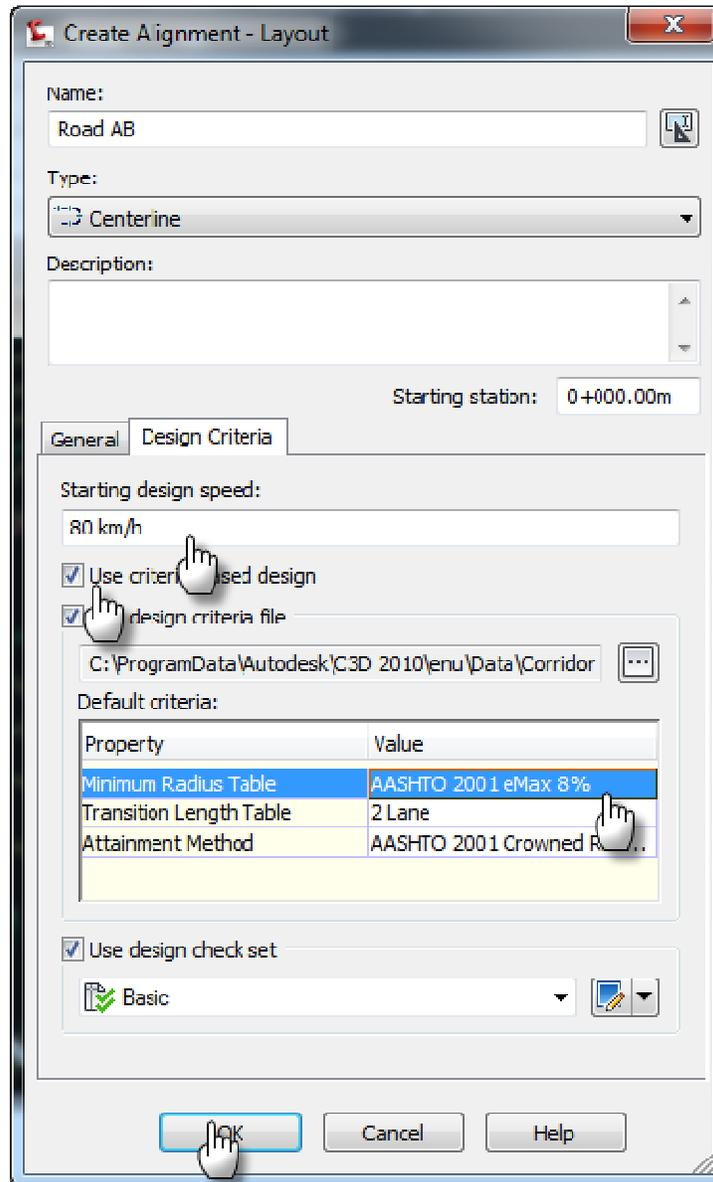 Create Alignment - Layout
Name:
Road AB
Type:
Centerline
Description:
Starting station: 0+000.00m
General Design Criteria
Starting design speed:
80 km/h
Use design
design criteria file
C:\ProgramData\Autodesk\C3D 2010\enu\Data\Corridor ...
Default criteria:
Property Value
Minimum Radius Table AASHTO 2001 eMax 8%
Transition Length Table 2 Lane
Attainment Method AASHTO 2001 Crowned
Use design check set
Basic
OK Cancel Help